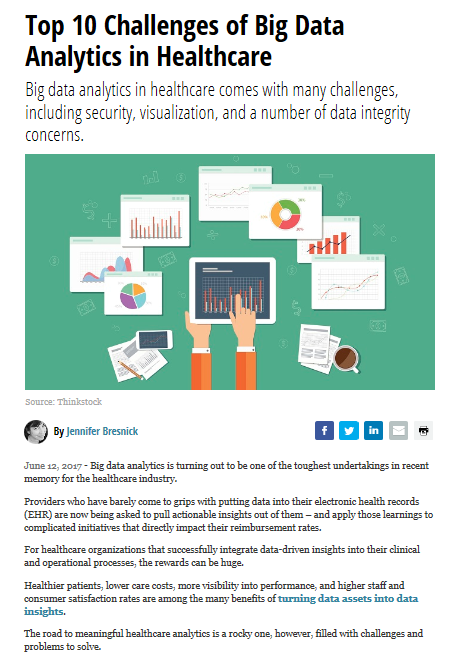 Top 10 Challenges of Big Data
Analytics in Healthcare
Big data analytics in healthcare comes with many challenges,
including security, visualization, and a number of data integrity
concerns.
Source: Thinkstock
By Jennifer Bresnick
June 12, 2017 - Big data analytics is turning out to be one of the toughest undertakings in recent
memory for the healthcare industry.
Providers who have barely come to grips with putting data into their electronic health records
(EHR) are now being asked to pull actionable insights out of them – and apply those learnings to
complicated initiatives that directly impact their reimbursement rates.
For healthcare organizations that successfully integrate data-driven insights into their clinical
and operational processes, the rewards can be huge.
Healthier patients, lower care costs, more visibility into performance, and higher staff and
consumer satisfaction rates are among the many benefits of turning data assets into data
insights.
The road to meaningful healthcare analytics is a rocky one, however, filled with challenges and
problems to solve.